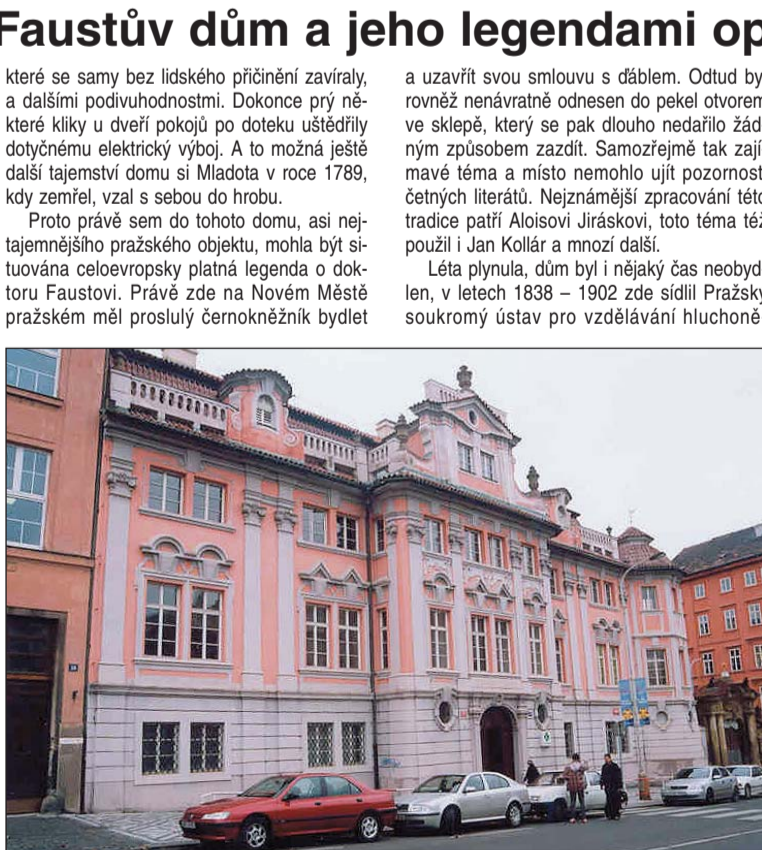 Faustův dům a jeho legendami op
které se samy bez lidského přičinění zavíraly,
a dalšími podivuhodnostmi. Dokonce prý ně-
které kliky u dveří pokojů po doteku uštědřily
dotyčnému elektrický výboj. A to možná ještě
další tajemství domu si Mladota v roce 1789,
kdy zemřel, vzal s sebou do hrobu.
Proto právě sem do tohoto domu, asi nej-
tajemnějšího pražského objektu, mohla být si-
tuována celoevropsky platná legenda o dok-
toru Faustovi. Právě zde na Novém Městě
pražském měl proslulý černokněžník bydlet
a uzavřít svou smlouvu s ďáblem. Odtud by
rovněž nenávratně odnesen do pekel otvorem
ve sklepě, který se pak dlouho nedařilo žád
ným způsobem zazdít. Samozřejmě tak zají
mavé téma a místo nemohlo ujít pozornost
četných literátů. Nejznámější zpracování této
tradice patří Aloisovi Jiráskovi, toto téma též
použil i Jan Kollár a mnozí další.
Léta plynula, dům byl i nějaký čas neobyd
len, v letech 1838 – 1902 zde sídlil Pražský
soukromý ústav pro vzdělávání hluchoně